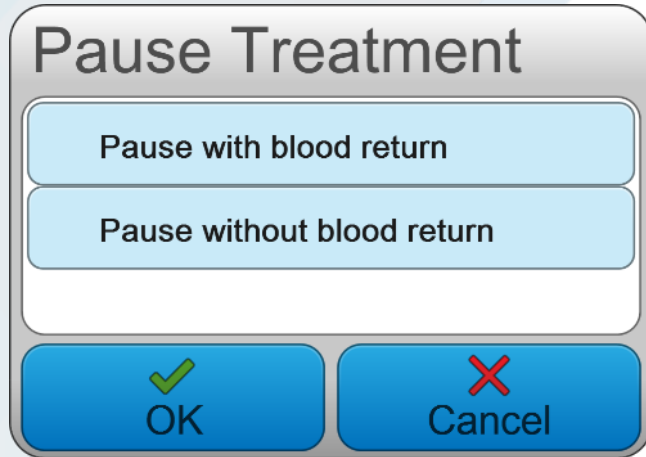 Pause Treatment
Pause with blood return
Pause without blood return
OK
Cancel